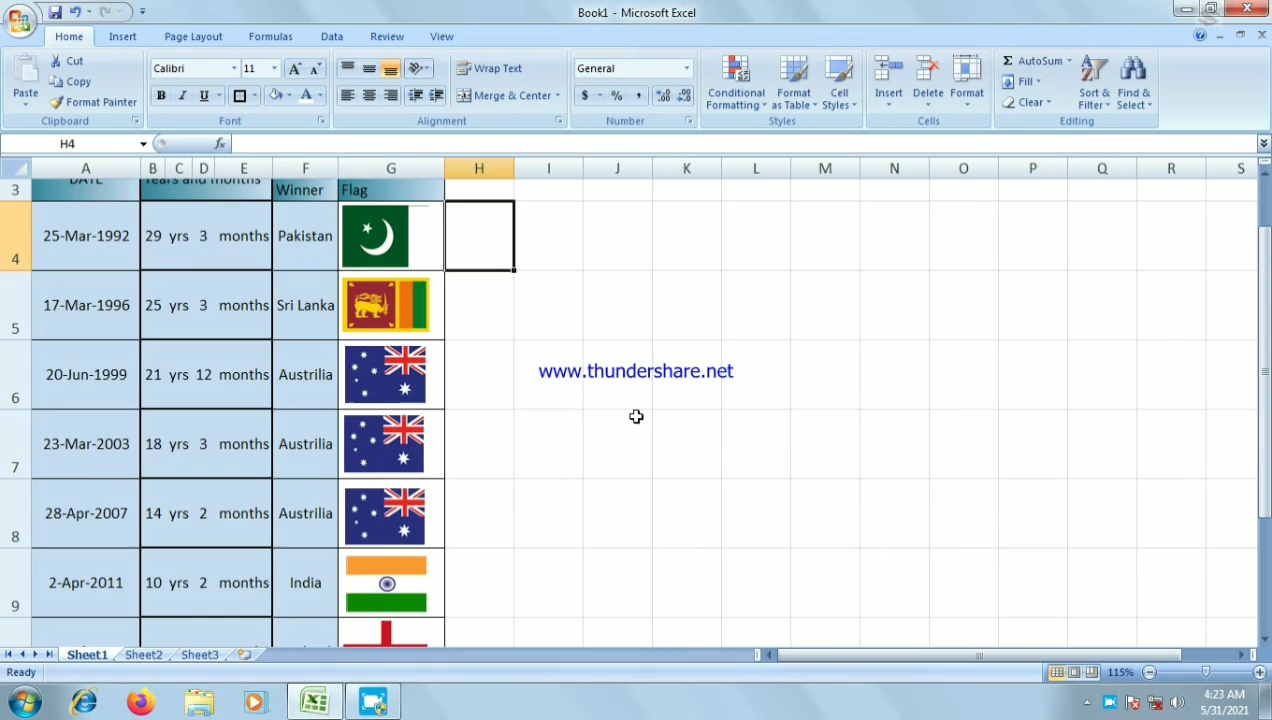 Book1 - Microsoft Excel
Home Insert Page Layout Formulas Data Review View
Paste
Cut
Copy
Format Painter
Clipboard
Calibri 11
B I U
Font
Wrap Text
Merge & Center
Alignment
General
$ % ,
Number
Conditional Formatting
Format as Table
Cell Styles
Styles
Insert Delete Format
Cells
Σ AutoSum
Fill
Clear
Sort & Filter
Find & Select
Editing
H4 fx
A B C D E F G H I J K L M N O P Q R S
3 DATE Years and months Winner Flag
4 25-Mar-1992 29 yrs 3 months Pakistan
5 17-Mar-1996 25 yrs 3 months Sri Lanka
6 20-Jun-1999 21 yrs 12 months Austrilia
www.thundershare.net
7 23-Mar-2003 18 yrs 3 months Austrilia
8 28-Apr-2007 14 yrs 2 months Austrilia
9 2-Apr-2011 10 yrs 2 months India
Sheet1 Sheet2 Sheet3
Ready 115%
4:23 AM
5/31/2021